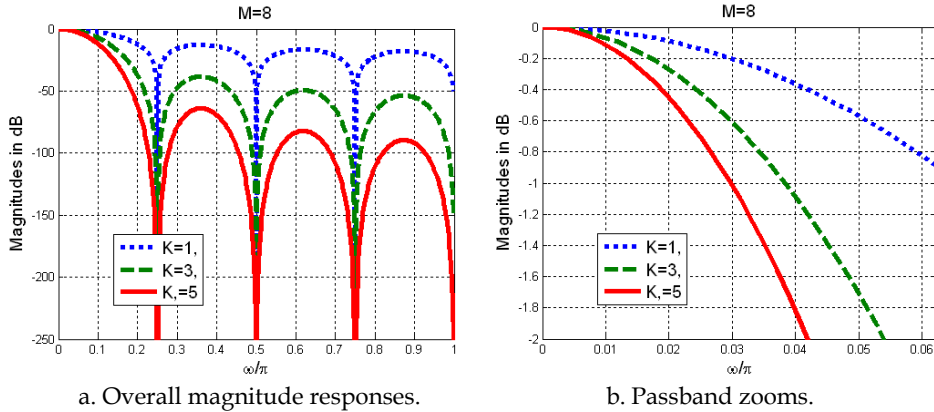 M=8
Magnitudes in dB
0
-50
-100
-150
-200
-250
K=1,
K=3,
K,=5
0 0.1 0.2 0.3 0.4 0.5 0.6 0.7 0.8 0.9 1
ω/π
a. Overall magnitude responses.
M=8
Magnitudes in dB
0
-0.2
-0.4
-0.6
-0.8
-1
-1.2
-1.4
-1.6
-1.8
-2
K=1,
K=3,
K,=5
0 0.01 0.02 0.03 0.04 0.05 0.06
ω/π
b. Passband zooms.